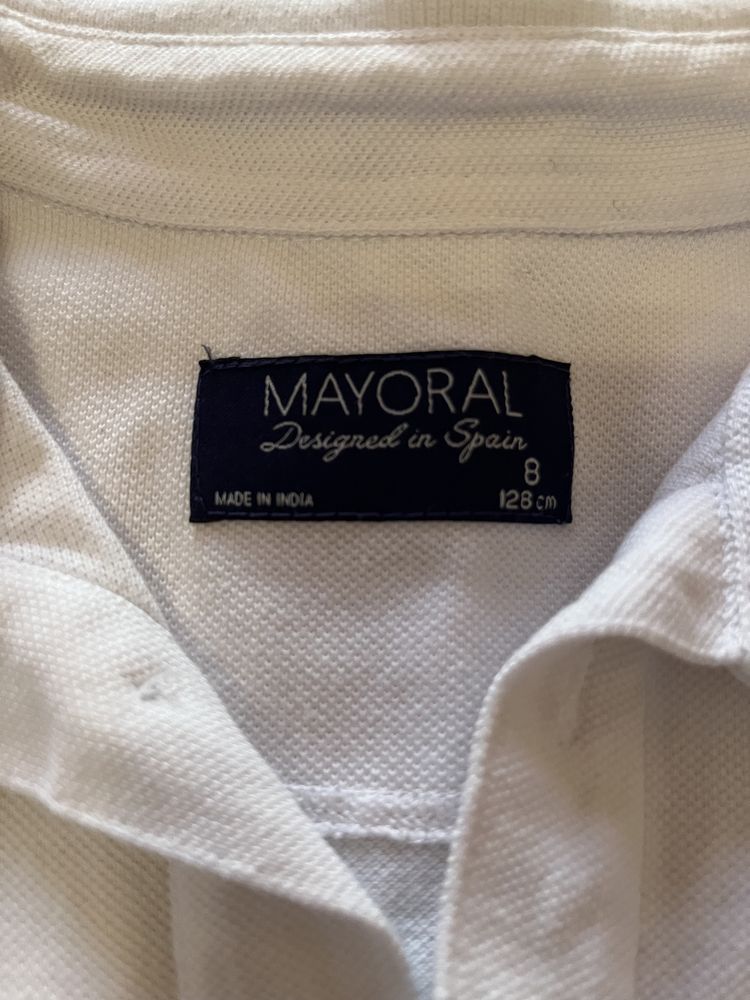 MAYORAL
Designed in Spain
8
MADE IN INDIA 128 cm